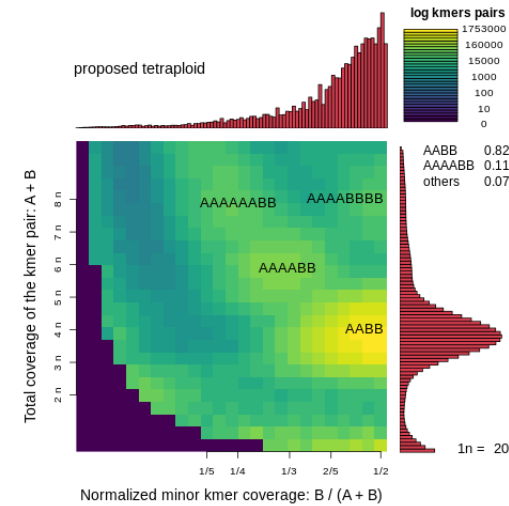 log kmers pairs
1753000
160000
15000
1000
100
10
0
proposed tetraploid
AABB 0.82
AAAABB 0.11
others 0.07
Total coverage of the kmer pair: A + B
8 n
7 n
6 n
5 n
4 n
3 n
2 n
AAAAAABB
AAAABBBB
AAAABB
AABB
1n = 20
1/5
1/4
1/3
2/5
1/2
Normalized minor kmer coverage: B / (A + B)